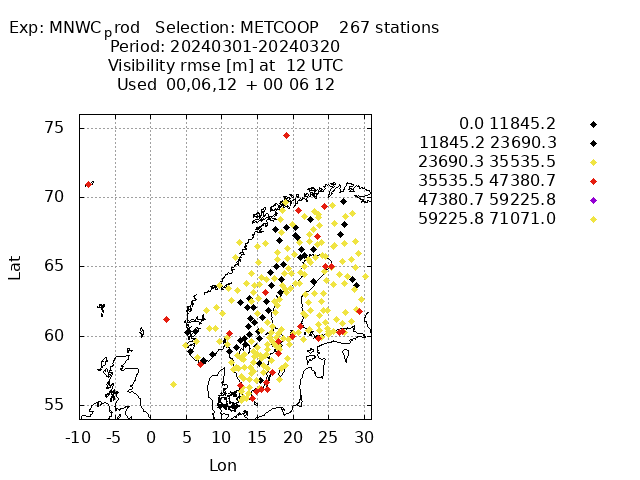 Exp: MNWCprod   Selection: METCOOP    267 stations
Period: 20240301-20240320
Visibility rmse [m] at  12 UTC
Used  00,06,12  + 00 06 12
0.0 11845.2
11845.2 23690.3
23690.3 35535.5
35535.5 47380.7
47380.7 59225.8
59225.8 71071.0
75
70
65
60
55
Lat
-10 -5 0 5 10 15 20 25 30
Lon